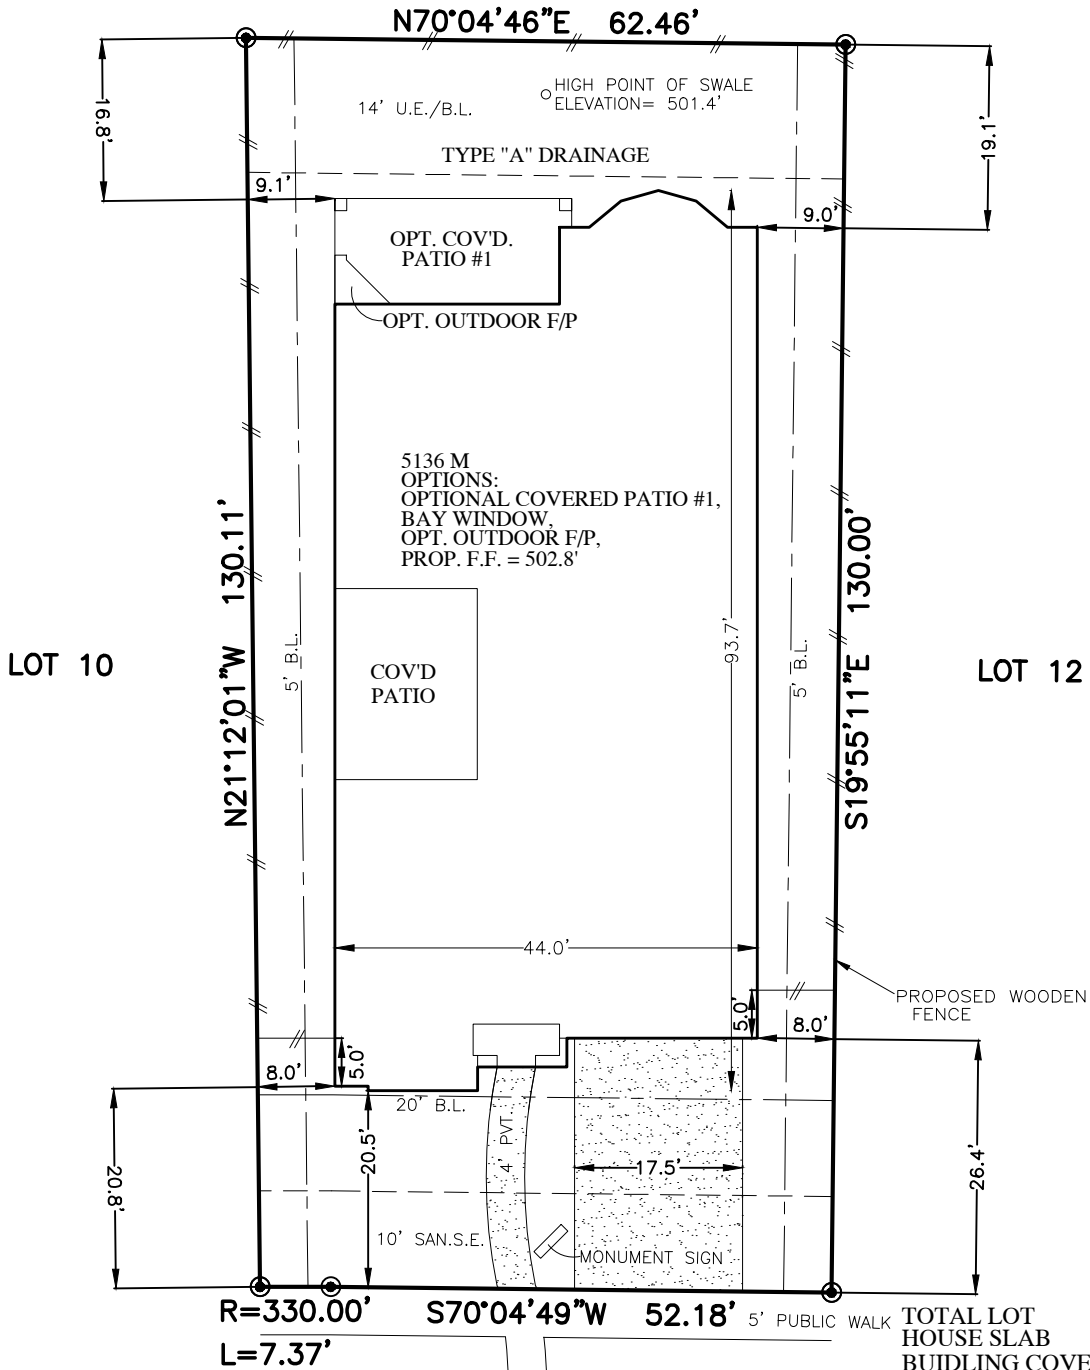 N70°04'46"E 62.46'
HIGH POINT OF SWALE
ELEVATION= 501.4'
14' U.E./B.L.
16.8'
19.1'
TYPE "A" DRAINAGE
9.1'
9.0'
OPT. COV'D.
PATIO #1
OPT. OUTDOOR F/P
5136 M
OPTIONS:
OPTIONAL COVERED PATIO #1,
BAY WINDOW,
OPT. OUTDOOR F/P,
PROP. F.F. = 502.8'
N21°12'01"W 130.11'
S19°55'11"E 130.00'
LOT 10
5' B.L.
COV'D
PATIO
93.7'
5' B.L.
LOT 12
44.0'
PROPOSED WOODEN
FENCE
5.0'
8.0'
5.0'
8.0'
20' B.L.
20.8'
20.5'
4' PVT.
17.5'
26.4'
10' SAN.S.E.
MONUMENT SIGN
R=330.00'
L=7.37'
S70°04'49"W 52.18'
5' PUBLIC WALK
TOTAL LOT
HOUSE SLAB
BUIDLING COVE